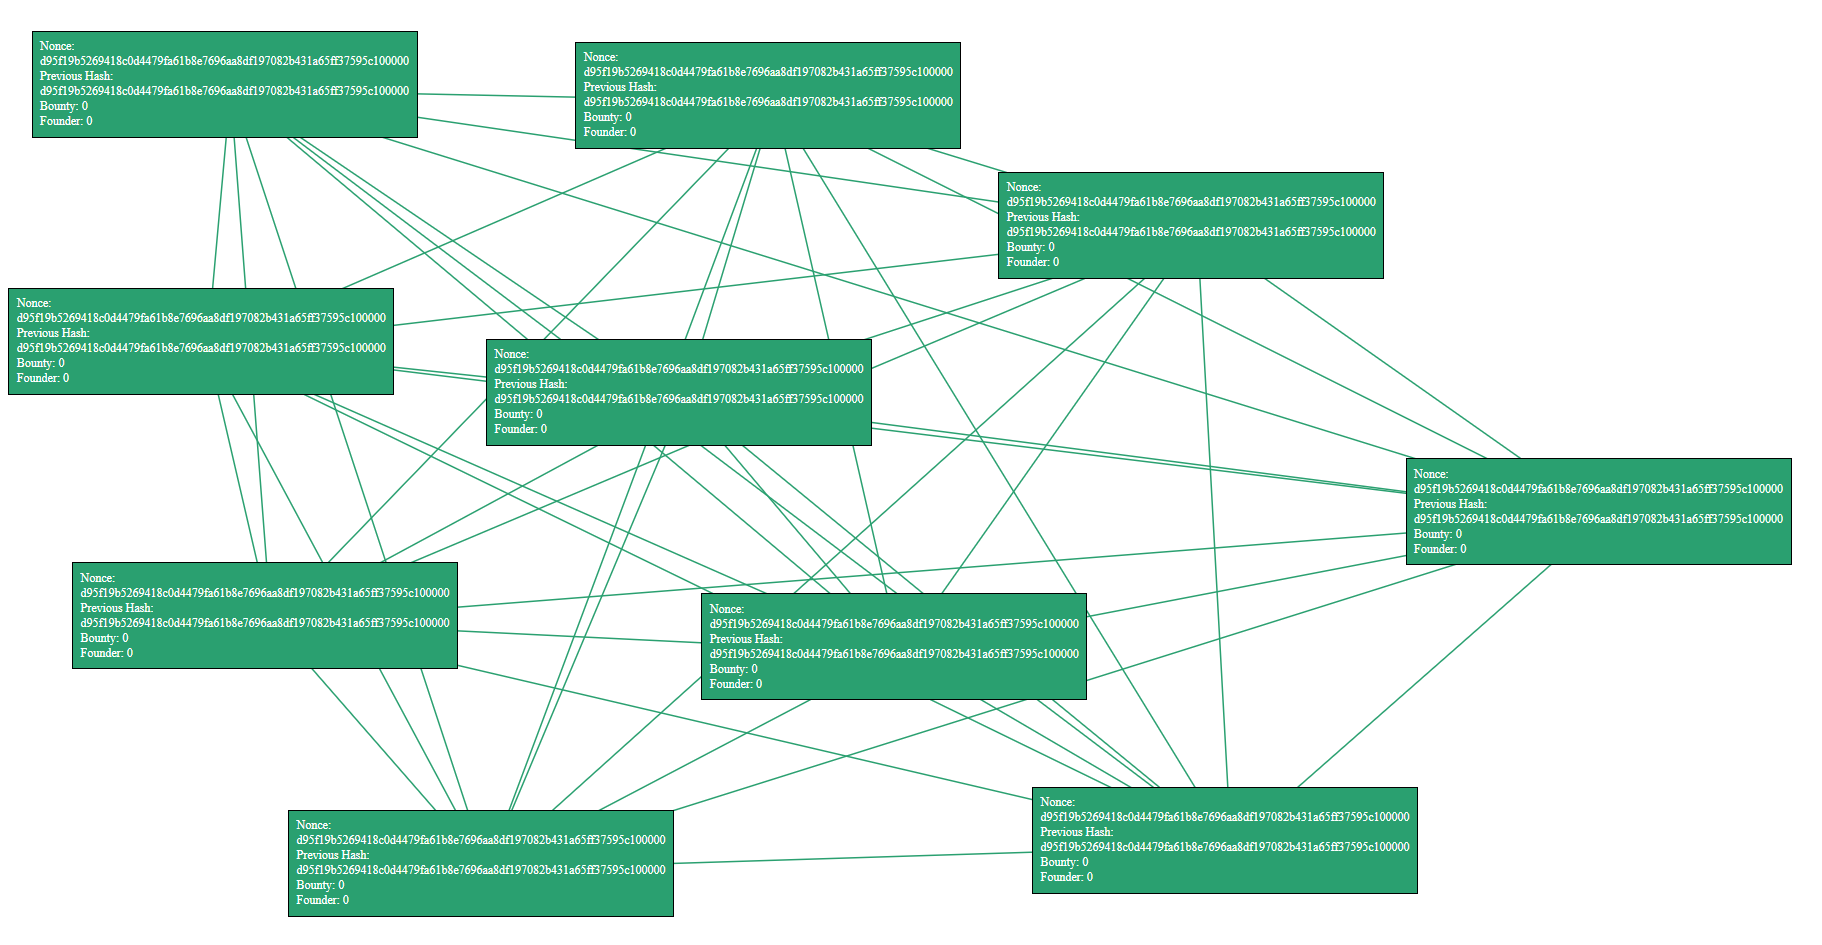 Nonce:
d95f19b5269418c0d4479fa61b8e7696aa8df197082b431a65ff37595c100000
Previous Hash:
d95f19b5269418c0d4479fa61b8e7696aa8df197082b431a65ff37595c100000
Bounty: 0
Founder: 0
Nonce:
d95f19b5269418c0d4479fa61b8e7696aa8df197082b431a65ff37595c100000
Previous Hash:
d95f19b5269418c0d4479fa61b8e7696aa8df197082b431a65ff37595c100000
Bounty: 0
Founder: 0
Nonce:
d95f19b5269418c0d4479fa61b8e7696aa8df197082b431a65ff37595c100000
Previous Hash:
d95f19b5269418c0d4479fa61b8e7696aa8df197082b431a65ff37595c100000
Bounty: 0
Founder: 0
Nonce:
d95f19b5269418c0d4479fa61b8e7696aa8df197082b431a65ff37595c100000
Previous Hash:
d95f19b5269418c0d4479fa61b8e7696aa8df197082b431a65ff37595c100000
Bounty: 0
Founder: 0
Nonce:
d95f19b5269418c0d4479fa61b8e7696aa8df197082b431a65ff37595c100000
Previous Hash:
d95f19b5269418c0d4479fa61b8e7696aa8df197082b431a65ff37595c100000
Bounty: 0
Founder: 0
Nonce:
d95f19b5269418c0d4479fa61b8e7696aa8df197082b431a65ff37595c100000
Previous Hash:
d95f19b5269418c0d4479fa61b8e7696aa8df197082b431a65ff37595c100000
Bounty: 0
Founder: 0
Nonce:
d95f19b5269418c0d4479fa61b8e7696aa8df197082b431a65ff37595c100000
Previous Hash:
d95f19b5269418c0d4479fa61b8e7696aa8df197082b431a65ff37595c100000
Bounty: 0
Founder: 0
Nonce:
d95f19b5269418c0d4479fa61b8e7696aa8df197082b431a65ff37595c100000
Previous Hash:
d95f19b5269418c0d4479fa61b8e7696aa8df197082b431a65ff37595c100000
Bounty: 0
Founder: 0
Nonce:
d95f19b5269418c0d4479fa61b8e7696aa8df197082b431a65ff37595c100000
Previous Hash:
d95f19b5269418c0d4479fa61b8e7696aa8df197082b431a65ff37595c100000
Bounty: 0
Founder: 0
Nonce:
d95f19b5269418c0d4479fa61b8e7696aa8df197082b431a65ff37595c100000
Previous Hash:
d95f19b5269418c0d4479fa61b8e7696aa8df197082b431a65ff37595c100000
Bounty: 0
Founder: 0